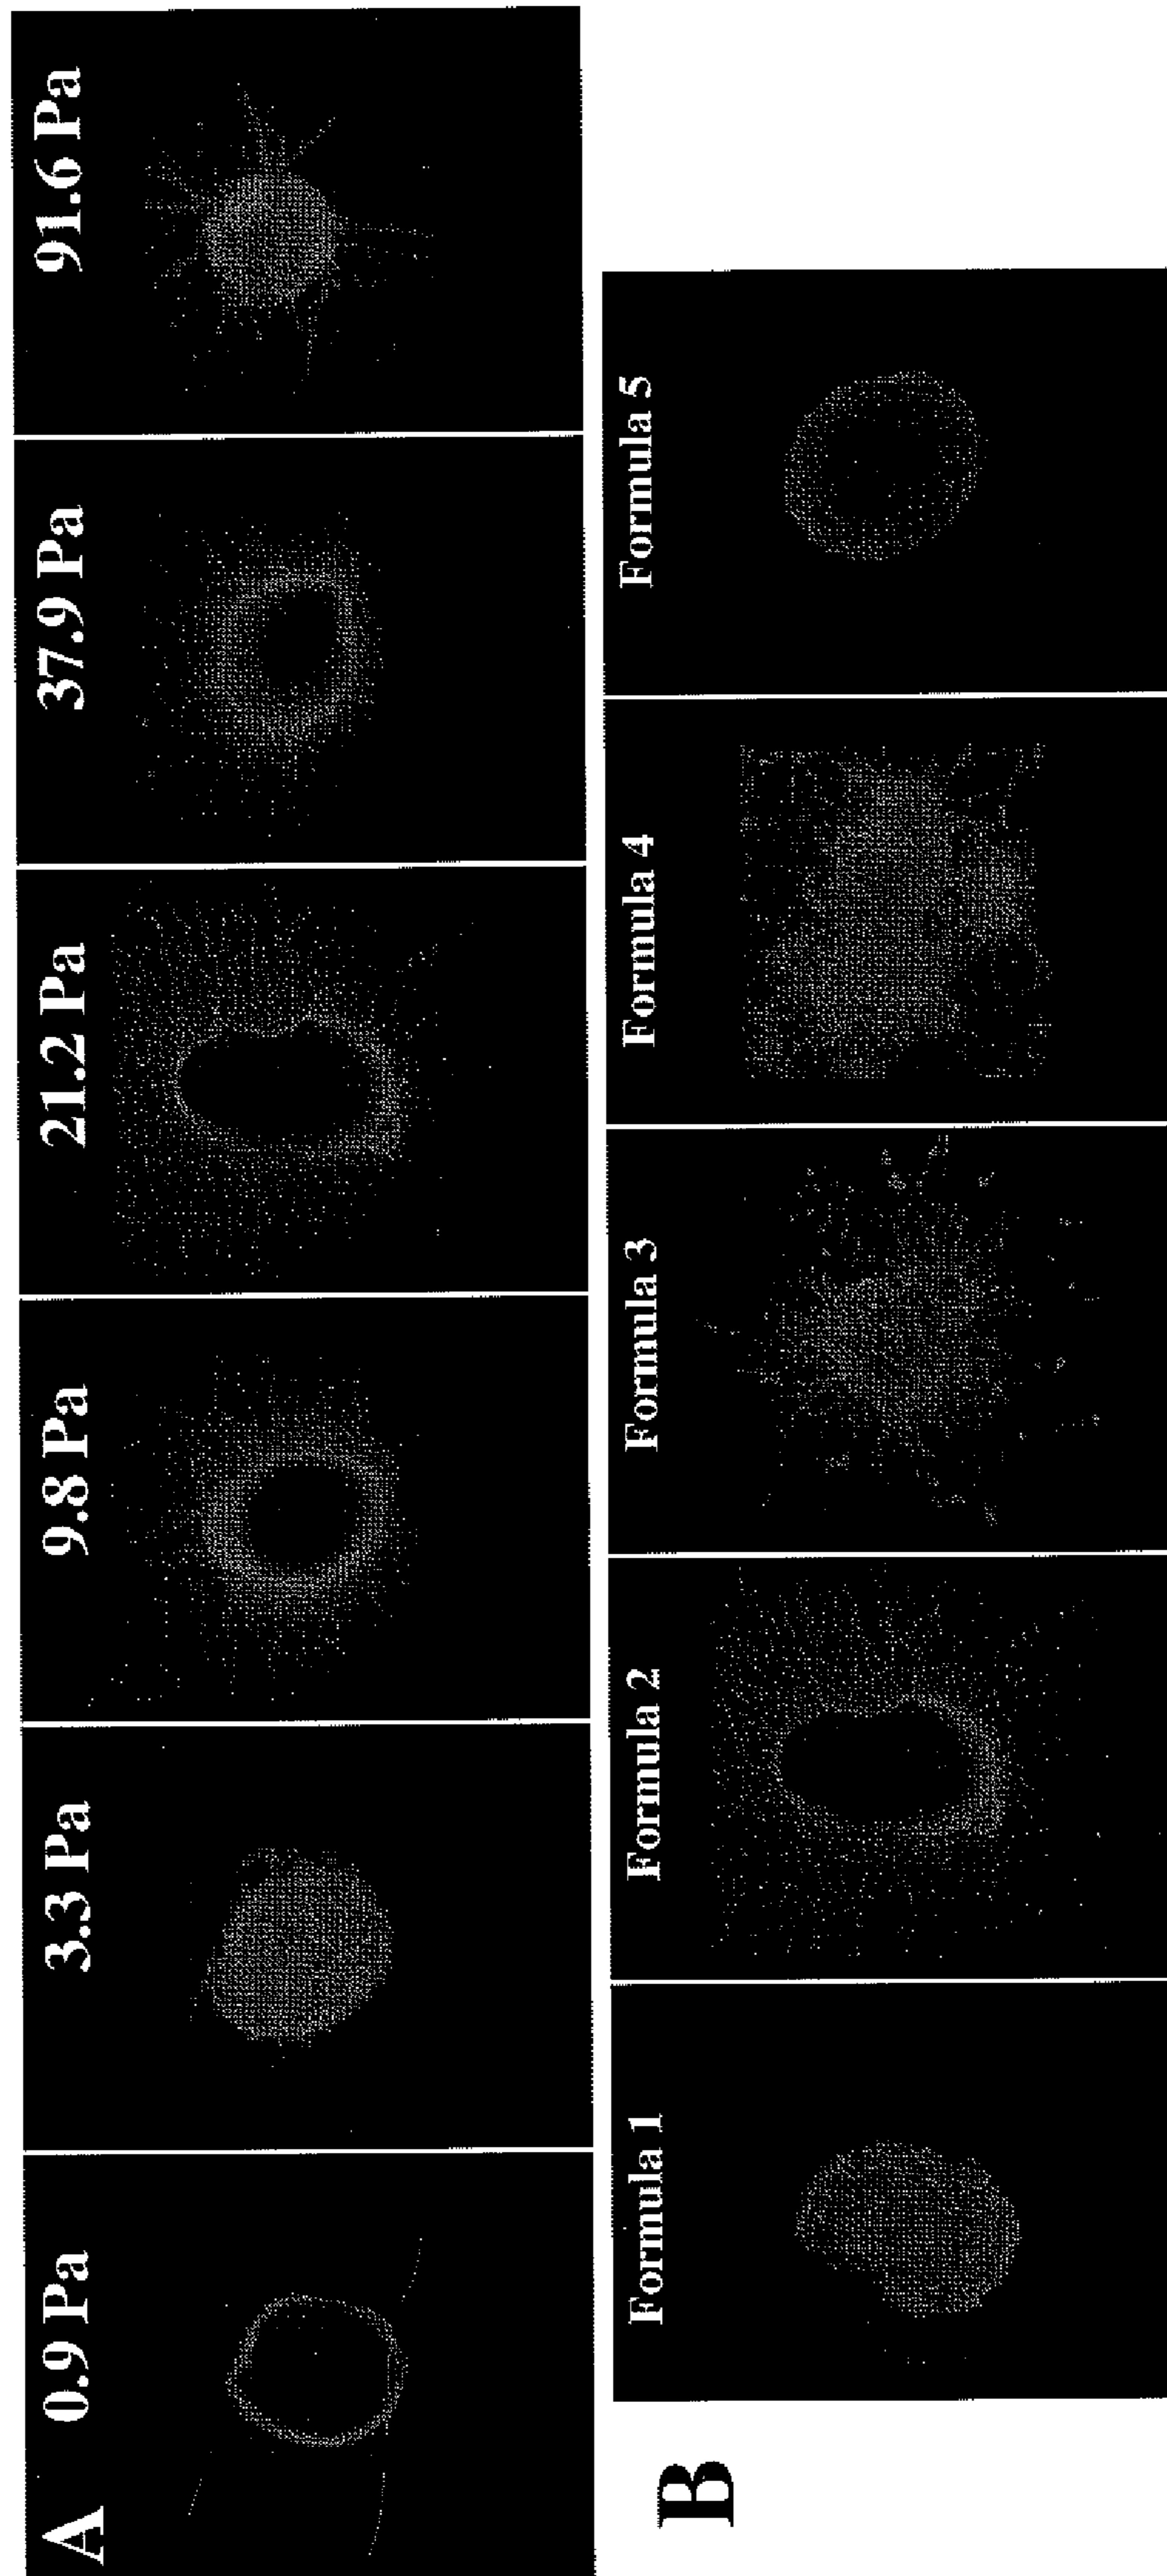 A
0.9 Pa
3.3 Pa
9.8 Pa
21.2 Pa
37.9 Pa
91.6 Pa
B
Formula 1
Formula 2
Formula 3
Formula 4
Formula 5